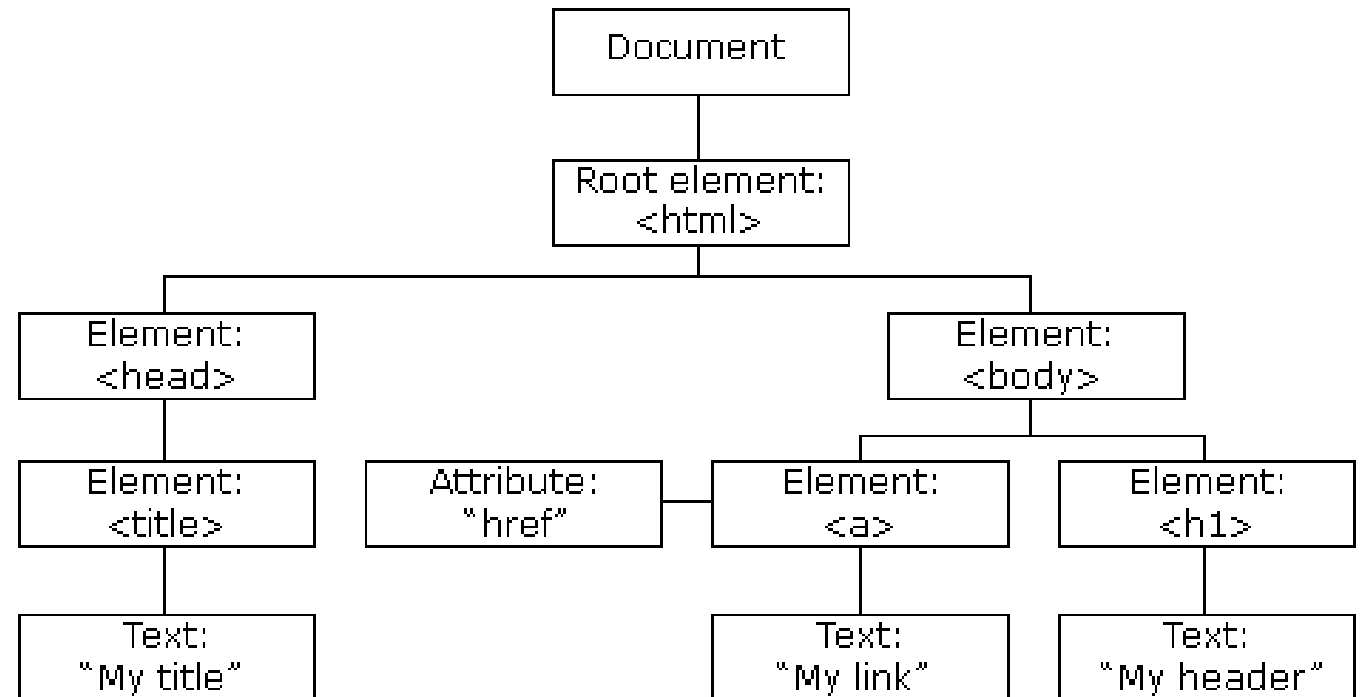 Document
Root element:
<html>
Element:
<head>
Element:
<body>
Element:
<title>
Attribute:
“href”
Element:
<a>
Element:
<h1>
Text:
“My title”
Text:
“My link”
Text:
“My header”